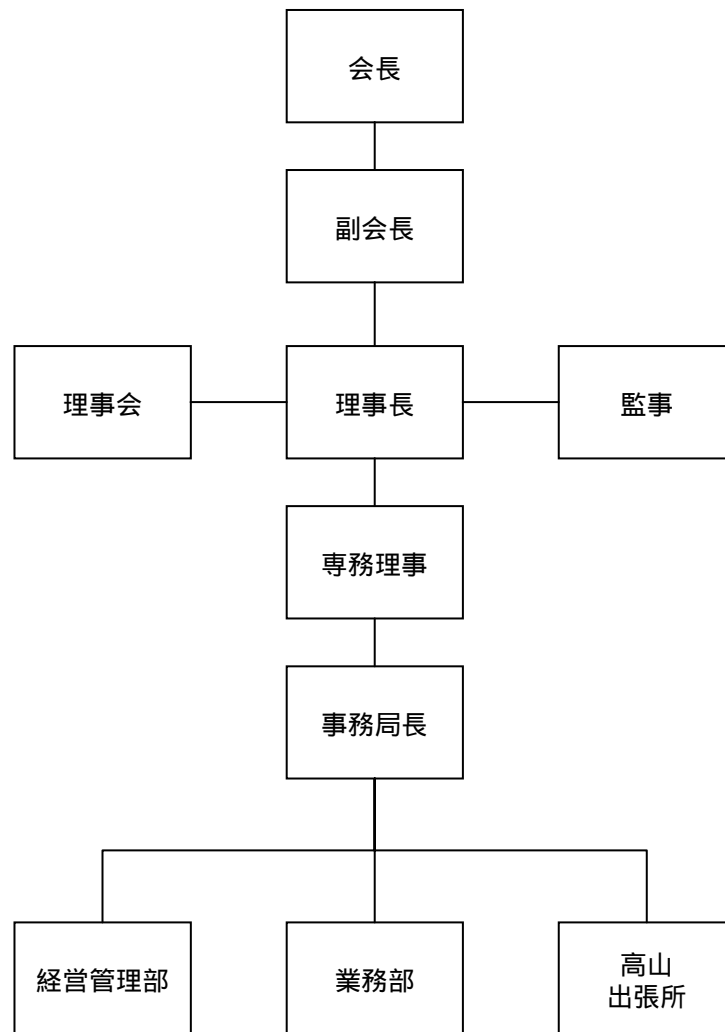 会長
副会長
理事会
理事長
監事
専務理事
事務局長
経営管理部
業務部
高山
出張所